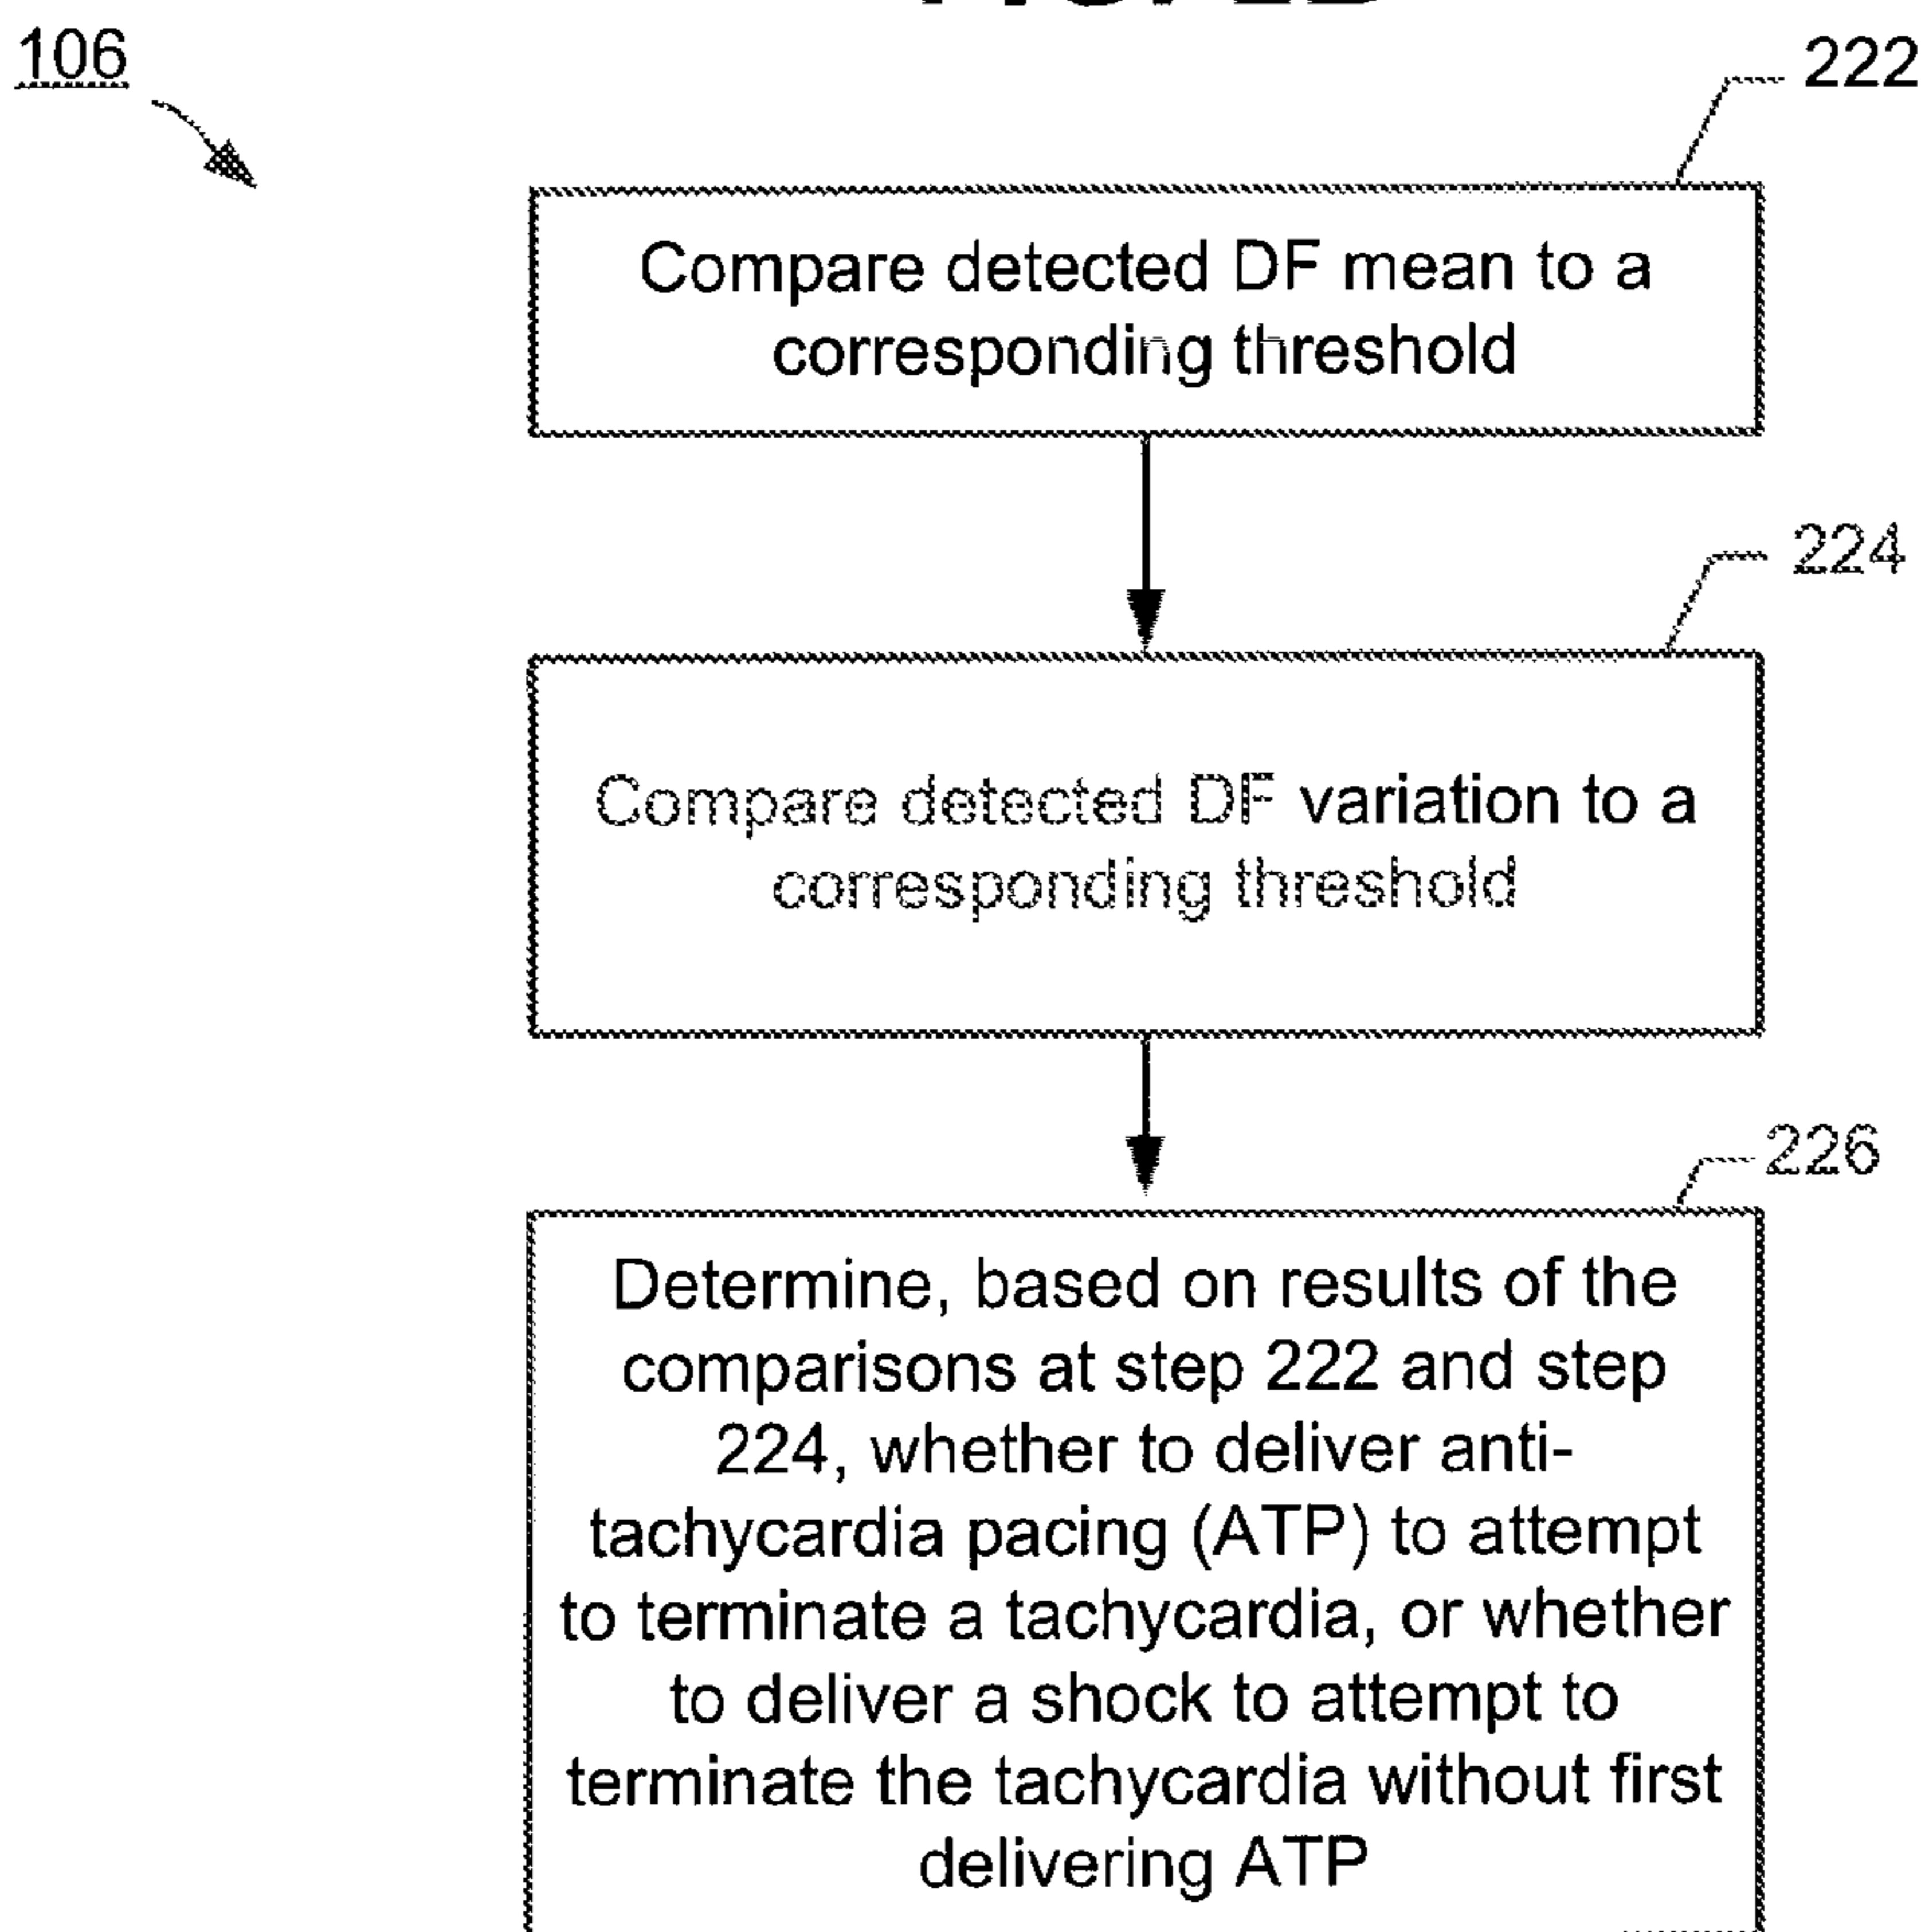 106
222
Compare detected DF mean to a
corresponding threshold
224
Compare detected DF variation to a
corresponding threshold
226
Determine, based on results of the
comparisons at step 222 and step
224, whether to deliver anti-
tachycardia pacing (ATP) to attempt
to terminate a tachycardia, or whether
to deliver a shock to attempt to
terminate the tachycardia without first
delivering ATP